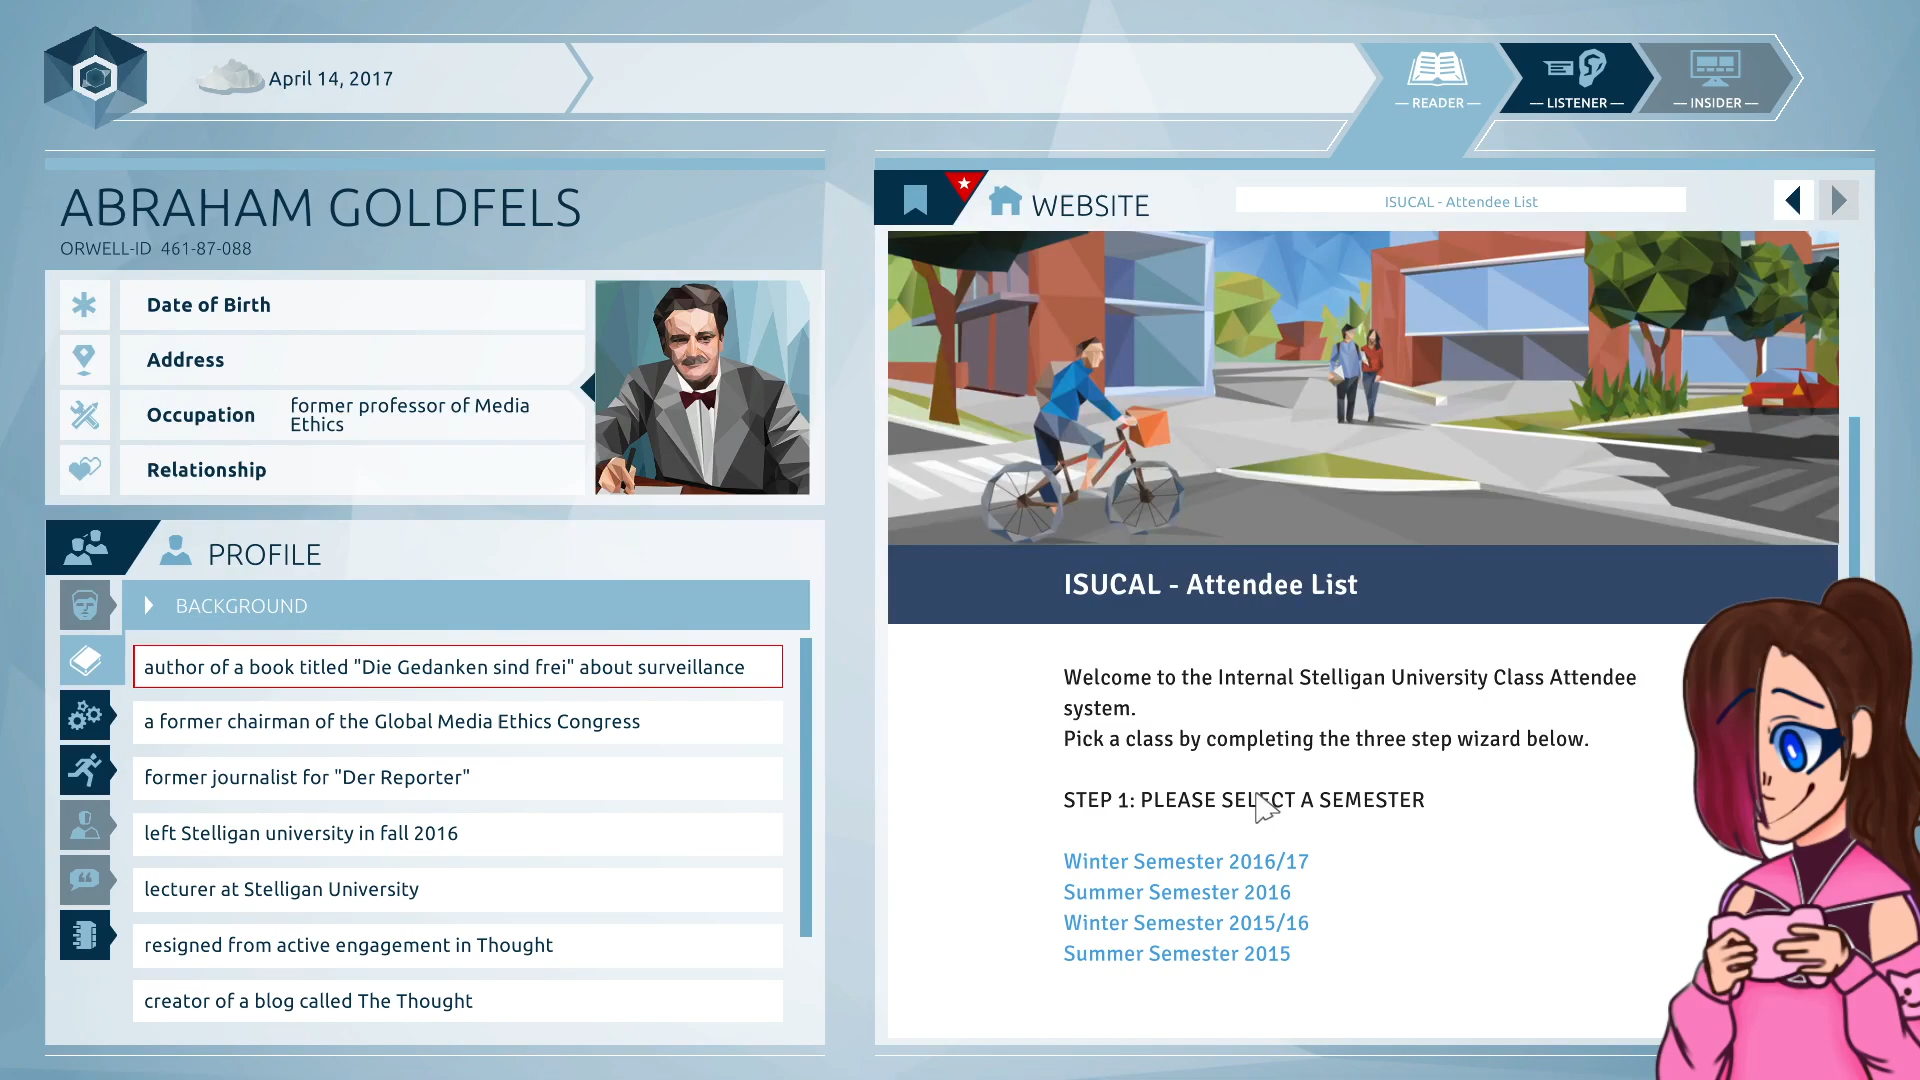 April 14, 2017
— READER —
— LISTENER —
— INSIDER —
ABRAHAM GOLDFELS
ORWELL-ID 461-87-088
Date of Birth
Address
Occupation former professor of Media
Ethics
Relationship
PROFILE
BACKGROUND
author of a book titled "Die Gedanken sind frei" about surveillance
a former chairman of the Global Media Ethics Congress
former journalist for "Der Reporter"
left Stelligan university in fall 2016
lecturer at Stelligan University
resigned from active engagement in Thought
creator of a blog called The Thought
WEBSITE
ISUCAL - Attendee List
ISUCAL - Attendee List
Welcome to the Internal Stelligan University Class Attendee
system.
Pick a class by completing the three step wizard below.
STEP 1: PLEASE SELECT A SEMESTER
Winter Semester 2016/17
Summer Semester 2016
Winter Semester 2015/16
Summer Semester 2015